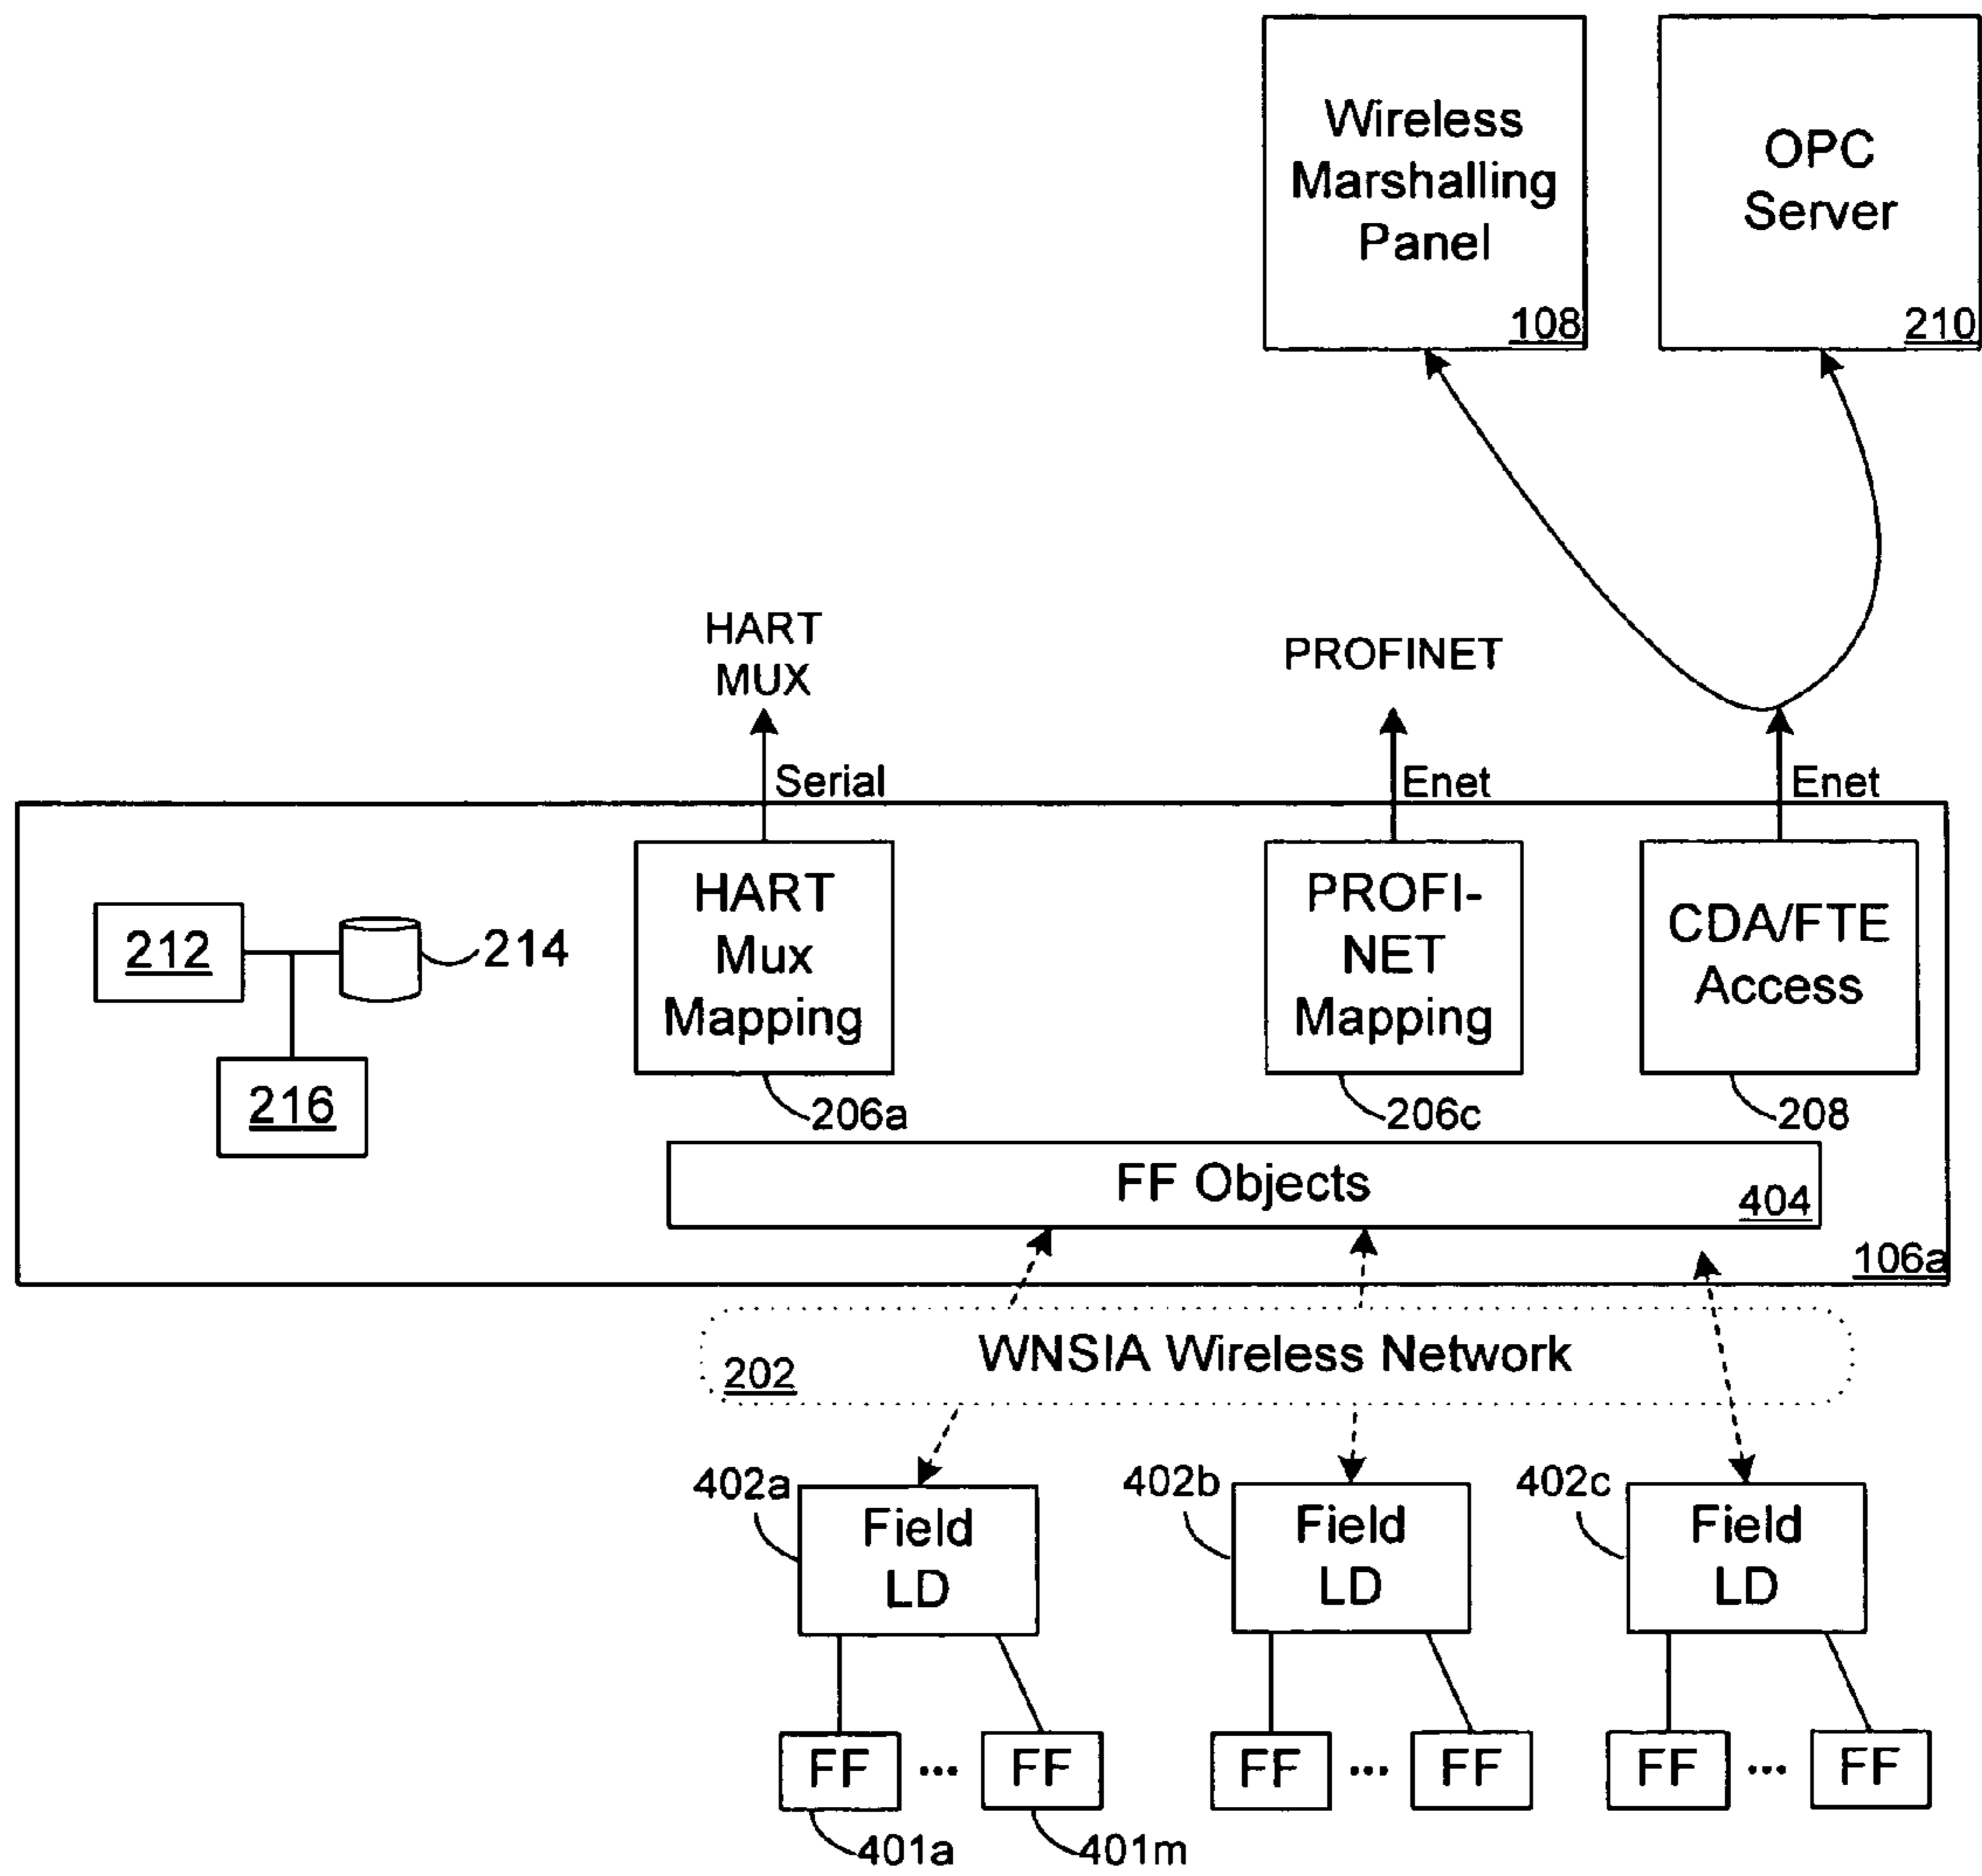 Wireless
Marshalling
Panel
108
OPC
Server
210
HART
MUX
PROFINET
Serial
Enet
Enet
HART
Mux
Mapping
PROFI-
NET
Mapping
CDA/FTE
Access
212
214
216
206a
206c
208
FF Objects
404
106a
WNSIA Wireless Network
202
402a
402b
402c
Field
LD
Field
LD
Field
LD
FF ... FF
FF ... FF
FF ... FF
401a
401m